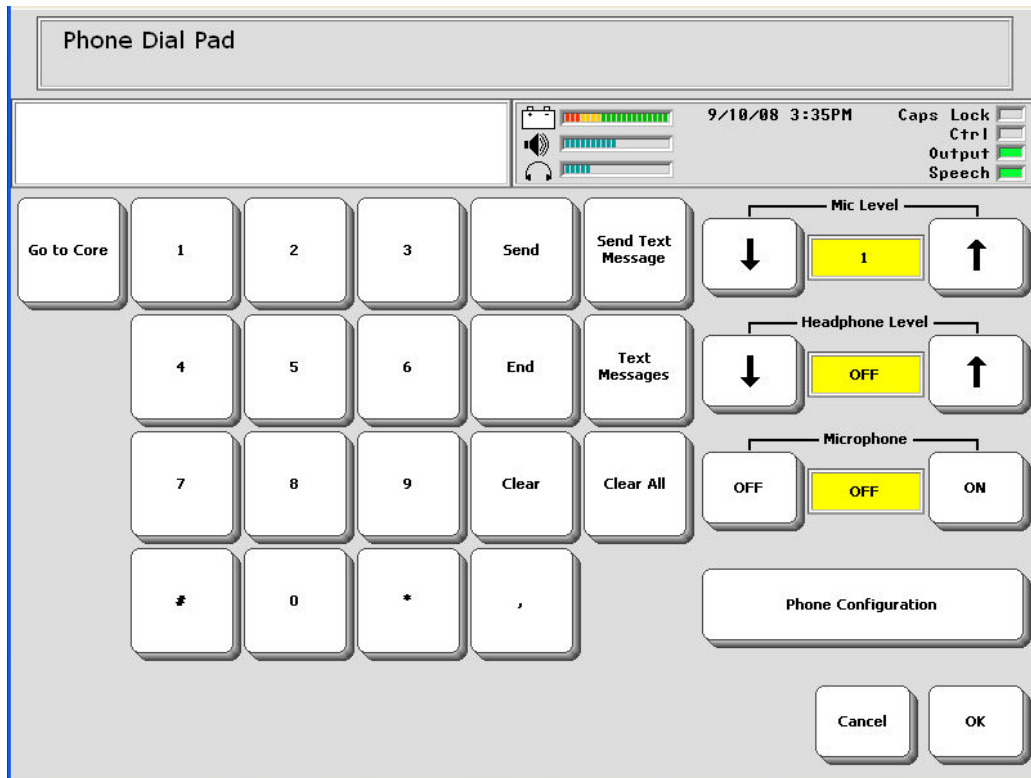 Phone Dial Pad
9/10/08 3:35PM
Caps Lock
Ctrl
Output
Speech
Go to Core
1
2
3
Send
Send Text
Message
4
5
6
End
Text
Messages
7
8
9
Clear
Clear All
#
0
*
,
Mic Level
↓
1
↑
Headphone Level
↓
OFF
↑
Microphone
OFF
OFF
ON
Phone Configuration
Cancel
OK